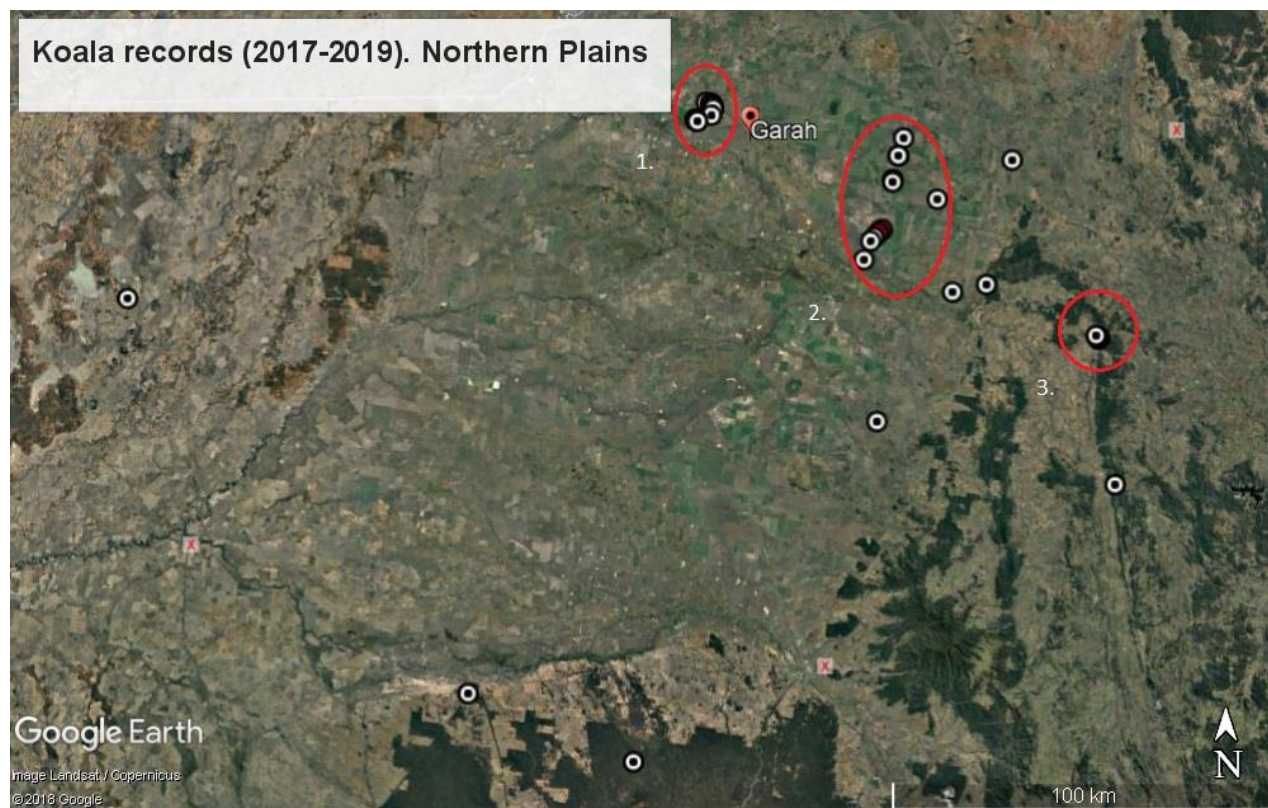 Koala records (2017-2019). Northern Plains
Garah
1.
X
2.
3.
X
X
Google Earth
Image Landsat / Copernicus
© 2018 Google
100 km
N